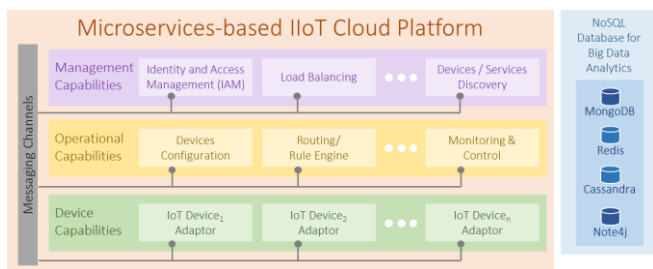 Microservices-based IIoT Cloud Platform
Messaging Channels
Management
Capabilities
Identity and Access
Management (IAM)
Load Balancing
Devices / Services
Discovery
Operational
Capabilities
Devices
Configuration
Routing/
Rule Engine
Monitoring &
Control
Device
Capabilities
IoT Device1
Adaptor
IoT Device2
Adaptor
IoT Devicen
Adaptor
NoSQL
Database for
Big Data
Analytics
MongoDB
Redis
Cassandra
Note4j